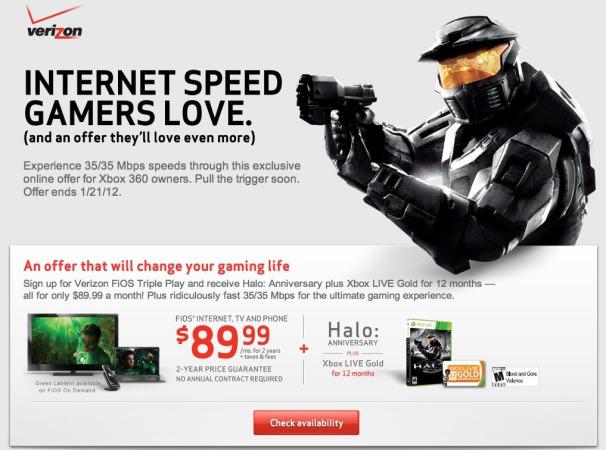 verizon
INTERNET SPEED
GAMERS LOVE.
(and an offer they'll love even more)
Experience 35/35 Mbps speeds through this exclusive
online offer for Xbox 360 owners. Pull the trigger soon.
Offer ends 1/21/12.
An offer that will change your gaming life
Sign up for Verizon FiOS Triple Play and receive Halo: Anniversary plus Xbox LIVE Gold for 12 months —
all for only $89.99 a month! Plus ridiculously fast 35/35 Mbps for the ultimate gaming experience.
Green Lantern available
on FiOS On Demand
FIOS® INTERNET, TV AND PHONE
$89.99
/mo. for 2 years
+ taxes & fees
2-YEAR PRICE GUARANTEE
NO ANNUAL CONTRACT REQUIRED
+
Halo:
ANNIVERSARY
PLUS
Xbox LIVE Gold
for 12 months
HALO
GOLD
M
Blood and Gore
Violence
Check availability